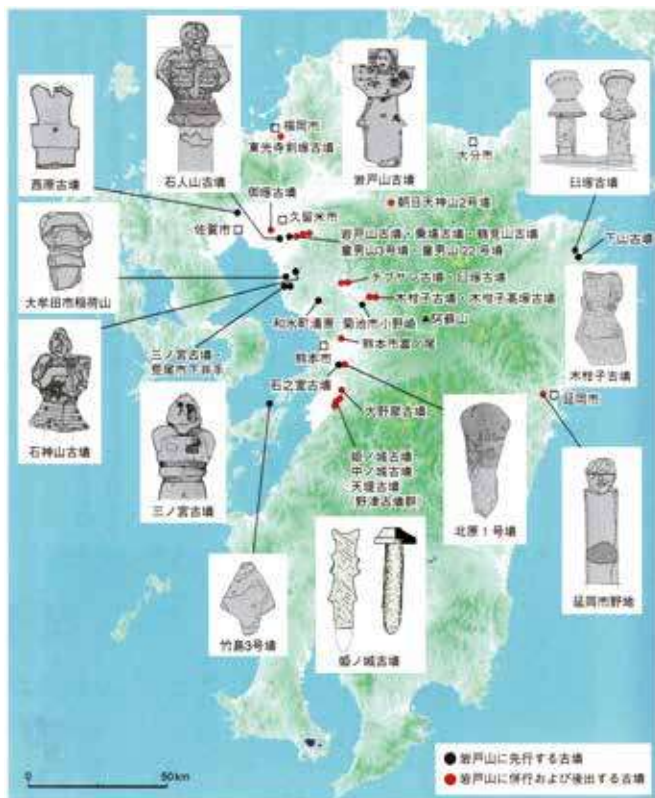 福岡市
東光寺剣塚古墳
大分市
西原古墳
石人山古墳
岩戸山古墳
臼塚古墳
御塚古墳
朝日天神山2号墳
久留米市
佐賀市
岩戸山古墳・乗場古墳・鶴見山古墳
童男山3号墳・童男山22号墳
下山古墳
大牟田市稲荷山
チブサン古墳・臼塚古墳
木柑子古墳・木柑子高塚古墳
和水町清原
菊池市小野崎
阿蘇山
三ノ宮古墳
荒尾市下井手
熊本市富ノ尾
熊本市
木柑子古墳
石神山古墳
石之室古墳
延岡市
大野窟古墳
三ノ宮古墳
姫ノ城古墳
中ノ城古墳
天堤古墳
野津古墳群
北原1号墳
延岡市野地
竹島3号墳
姫ノ城古墳
岩戸山に先行する古墳
岩戸山に併行および後出する古墳
0 50km